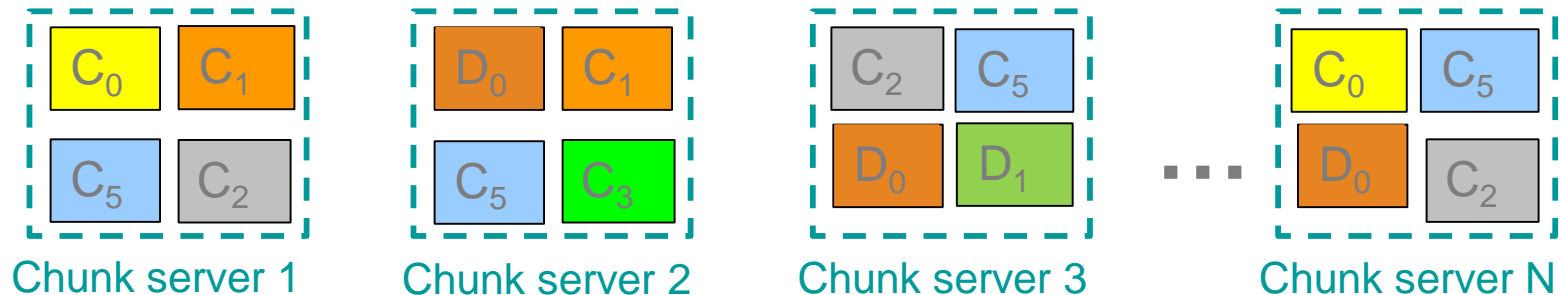 C₀ C₁ D₀ C₁ C₂ C₅ C₀ C₅
C₅ C₂ C₅ C₃ D₀ D₁ ... D₀ C₂
Chunk server 1 Chunk server 2 Chunk server 3 Chunk server N